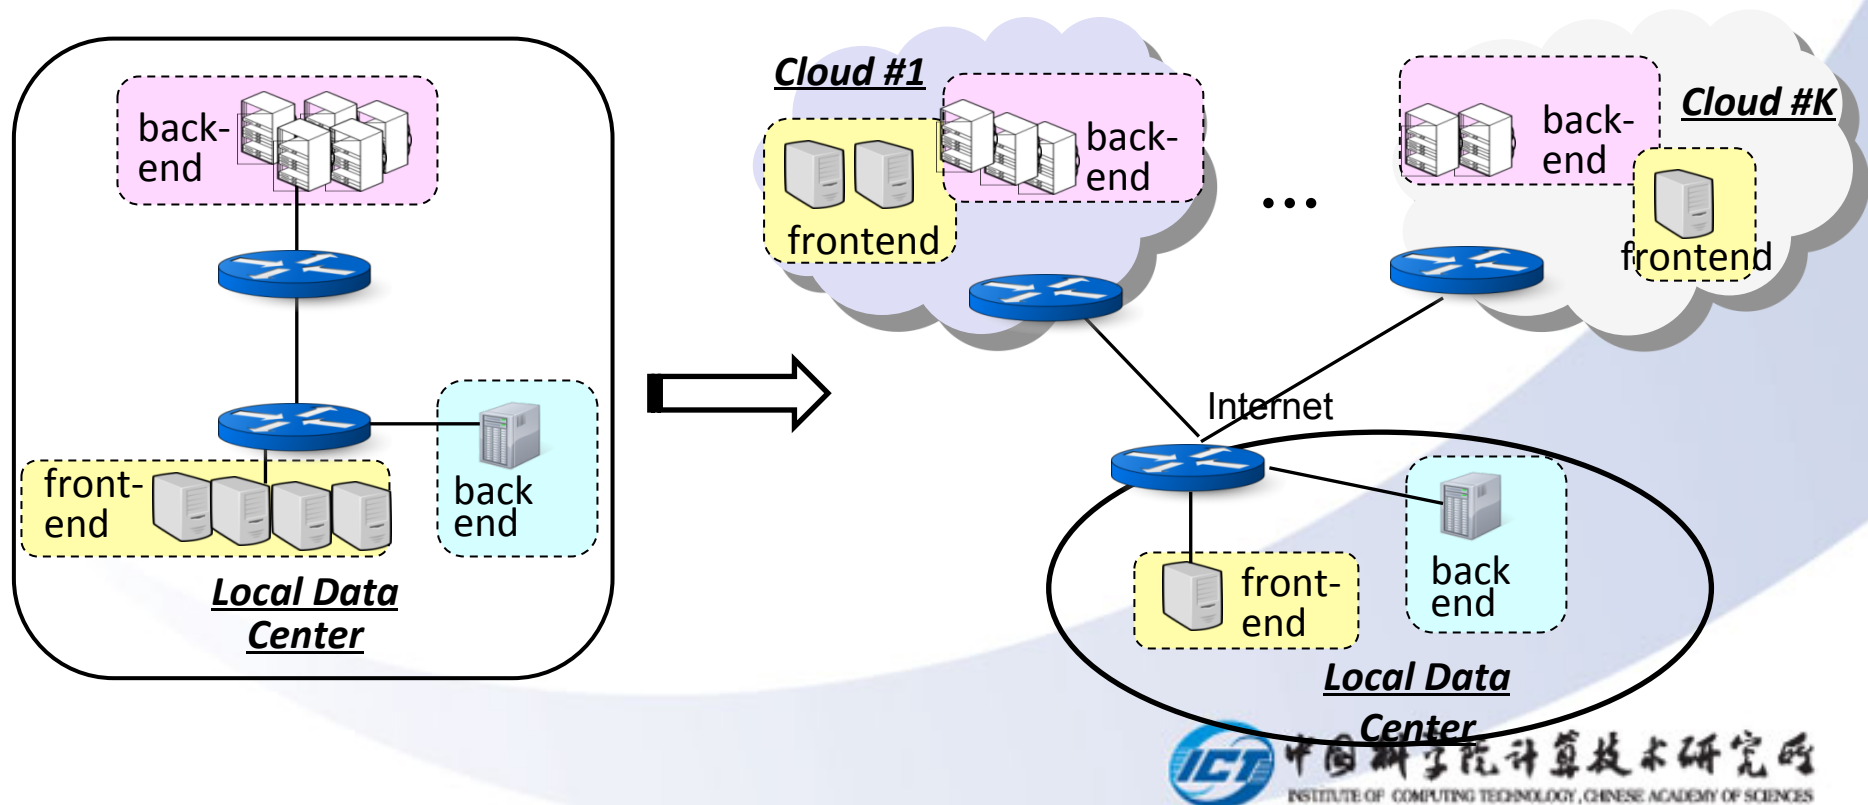 back-
end
front-
end
back
end
Local Data
Center
Cloud #1
back-
end
frontend
...
back-
end
Cloud #K
frontend
Internet
front-
end
back
end
Local Data
Center
ICT
中国科学院计算技术研究所
INSTITUTE OF COMPUTING TECHNOLOGY, CHINESE ACADEMY OF SCIENCES